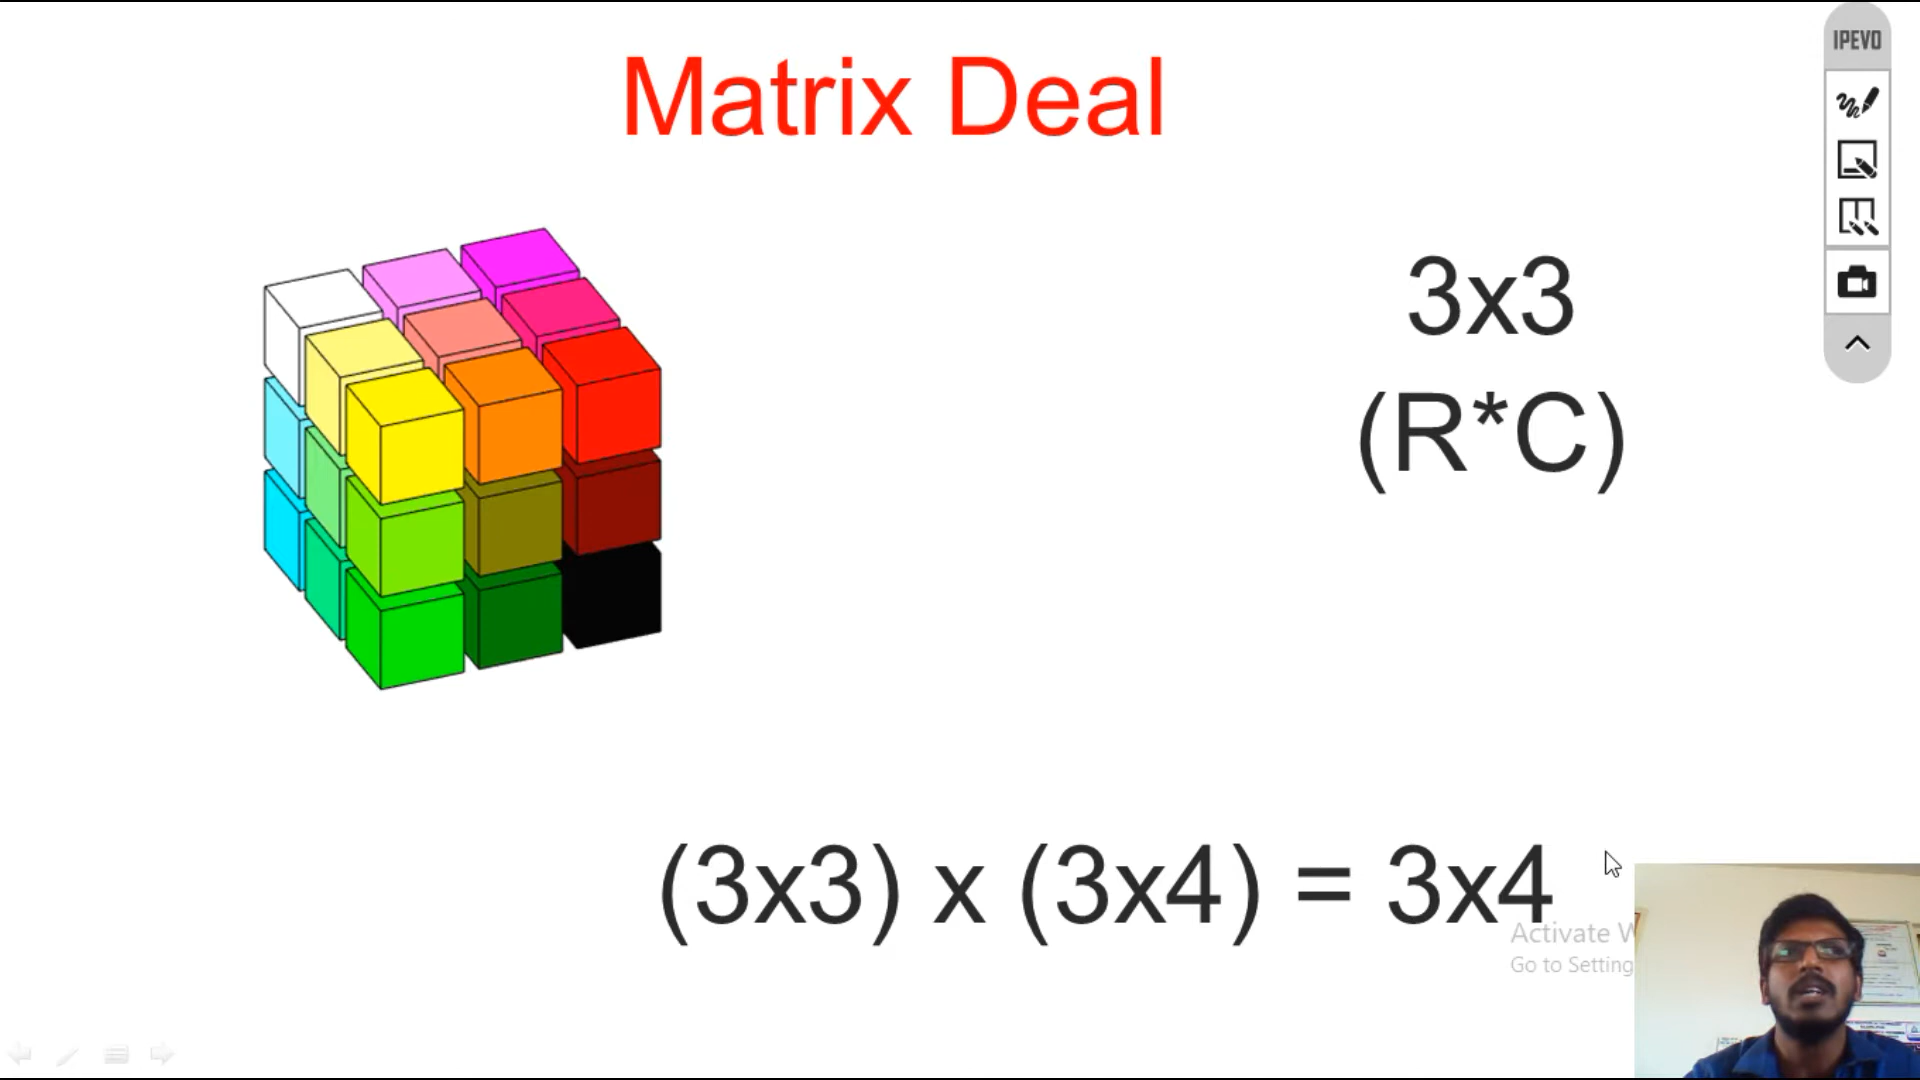 Matrix Deal
IPEVO
3x3
(R*C)
(3x3) x (3x4) = 3x4
Activate
Go to Setting